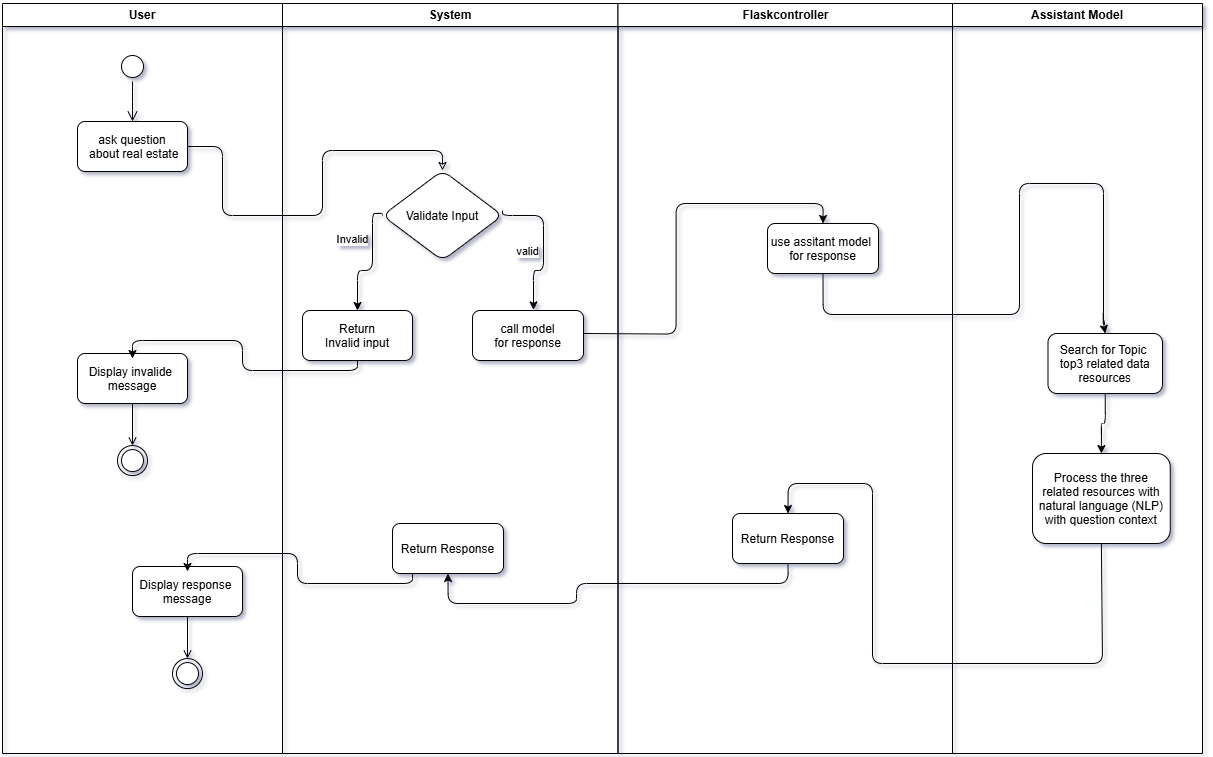 User
System
Flaskcontroller
Assistant Model
ask question
about real estate
Validate Input
Invalid
valid
use assitant model
for response
Return
Invalid input
call model
for response
Search for Topic
top3 related data
resources
Display invalide
message
Process the three
related resources with
natural language (NLP)
with question context
Return Response
Return Response
Display response
message